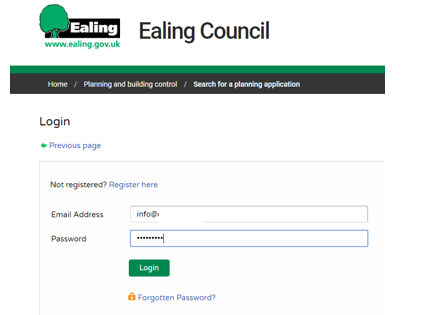 Ealing
www.ealing.gov.uk
Ealing Council
Home / Planning and building control / Search for a planning application
Login
Previous page
Not registered? Register here
Email Address info@
Password •••••••••
Login
Forgotten Password?